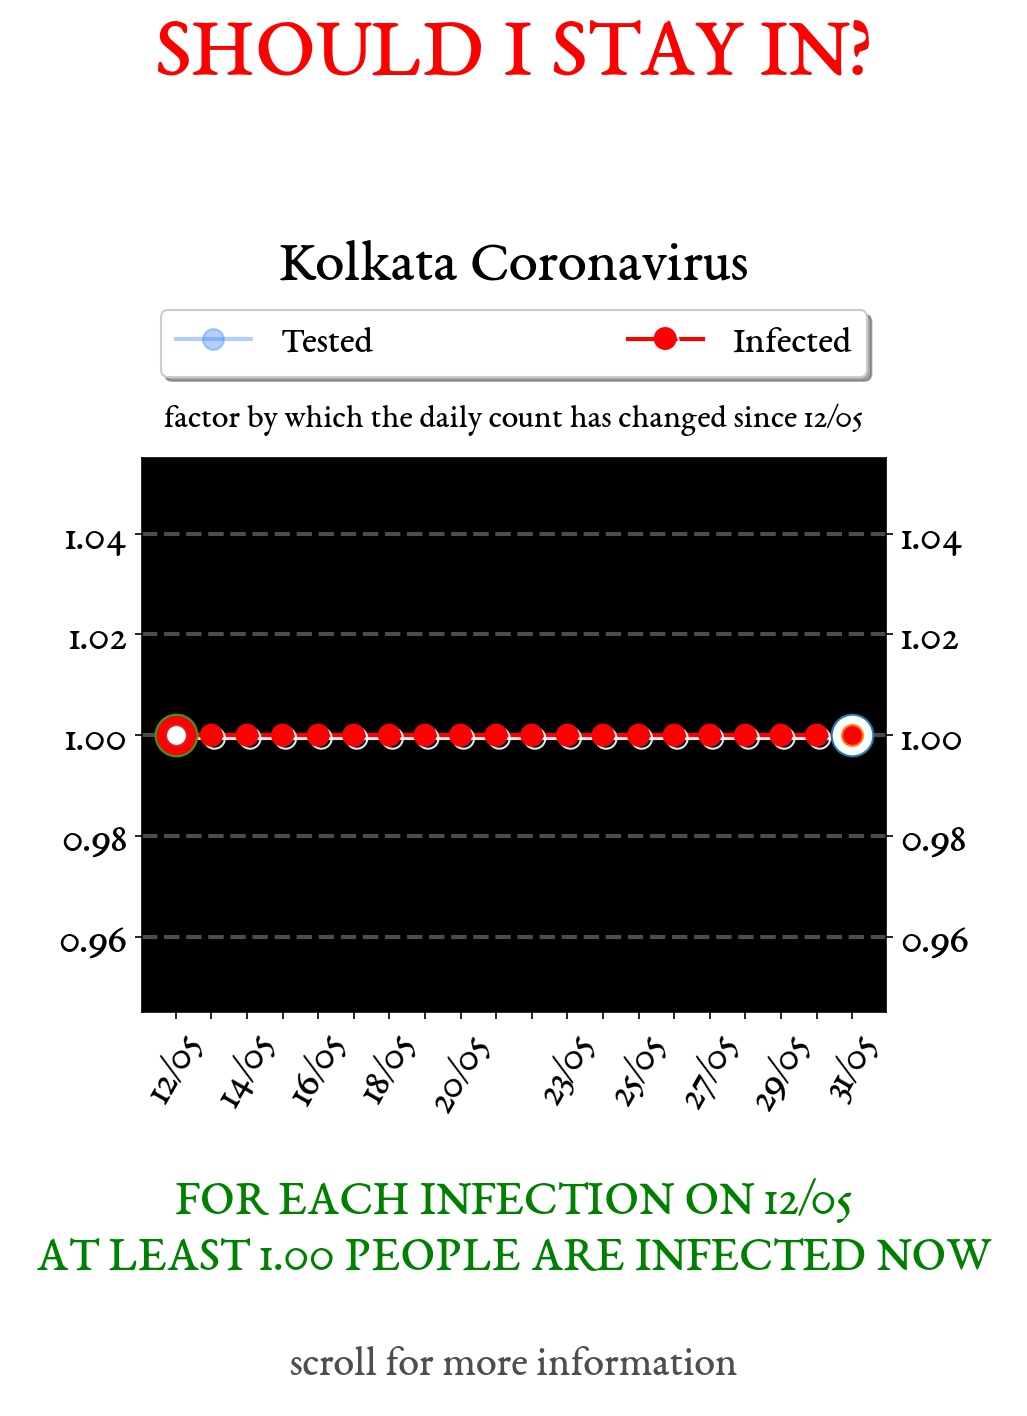 SHOULD I STAY IN?
Kolkata Coronavirus
Tested Infected
factor by which the daily count has changed since 12/05
1.04 1.04
1.02 1.02
1.00 1.00
0.98 0.98
0.96 0.96
12/05 14/05 16/05 18/05 20/05 23/05 25/05 27/05 29/05 31/05
FOR EACH INFECTION ON 12/05
AT LEAST 1.00 PEOPLE ARE INFECTED NOW
scroll for more information